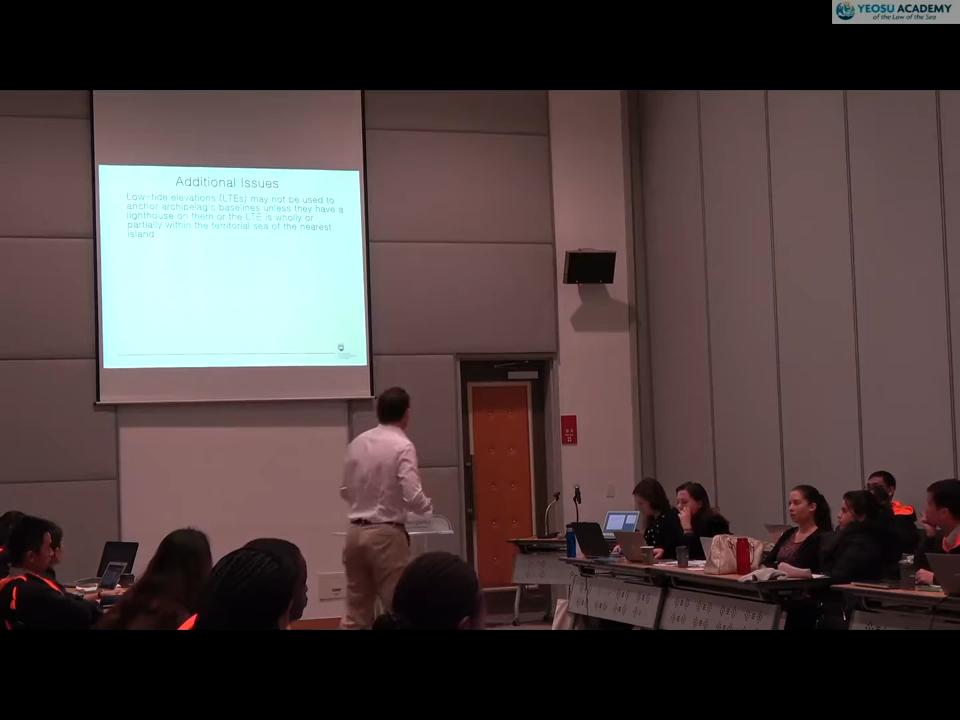 YEOSU ACADEMY
of the Law of the Sea
Additional Issues
Low-tide elevations (LTEs) may not be used to
anchor archipelagic baselines unless they have a
lighthouse on them or the LTE is wholly or
partially within the territorial sea of the nearest
island